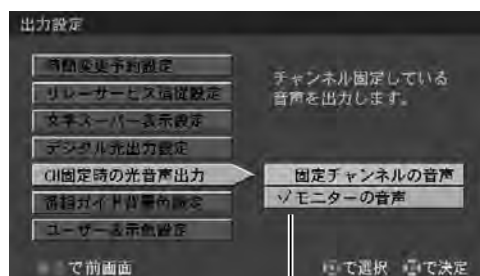 出力設定
時間変更予約設定
リレーサービス追従設定
文字スーパー表示設定
デジタル光出力設定
CH固定時の光音声出力
番組ガイド背景色設定
ユーザー表示色設定
チャンネル固定している
音声を出力します。
固定チャンネルの音声
✓モニターの音声
で前画面
で選択 で決定